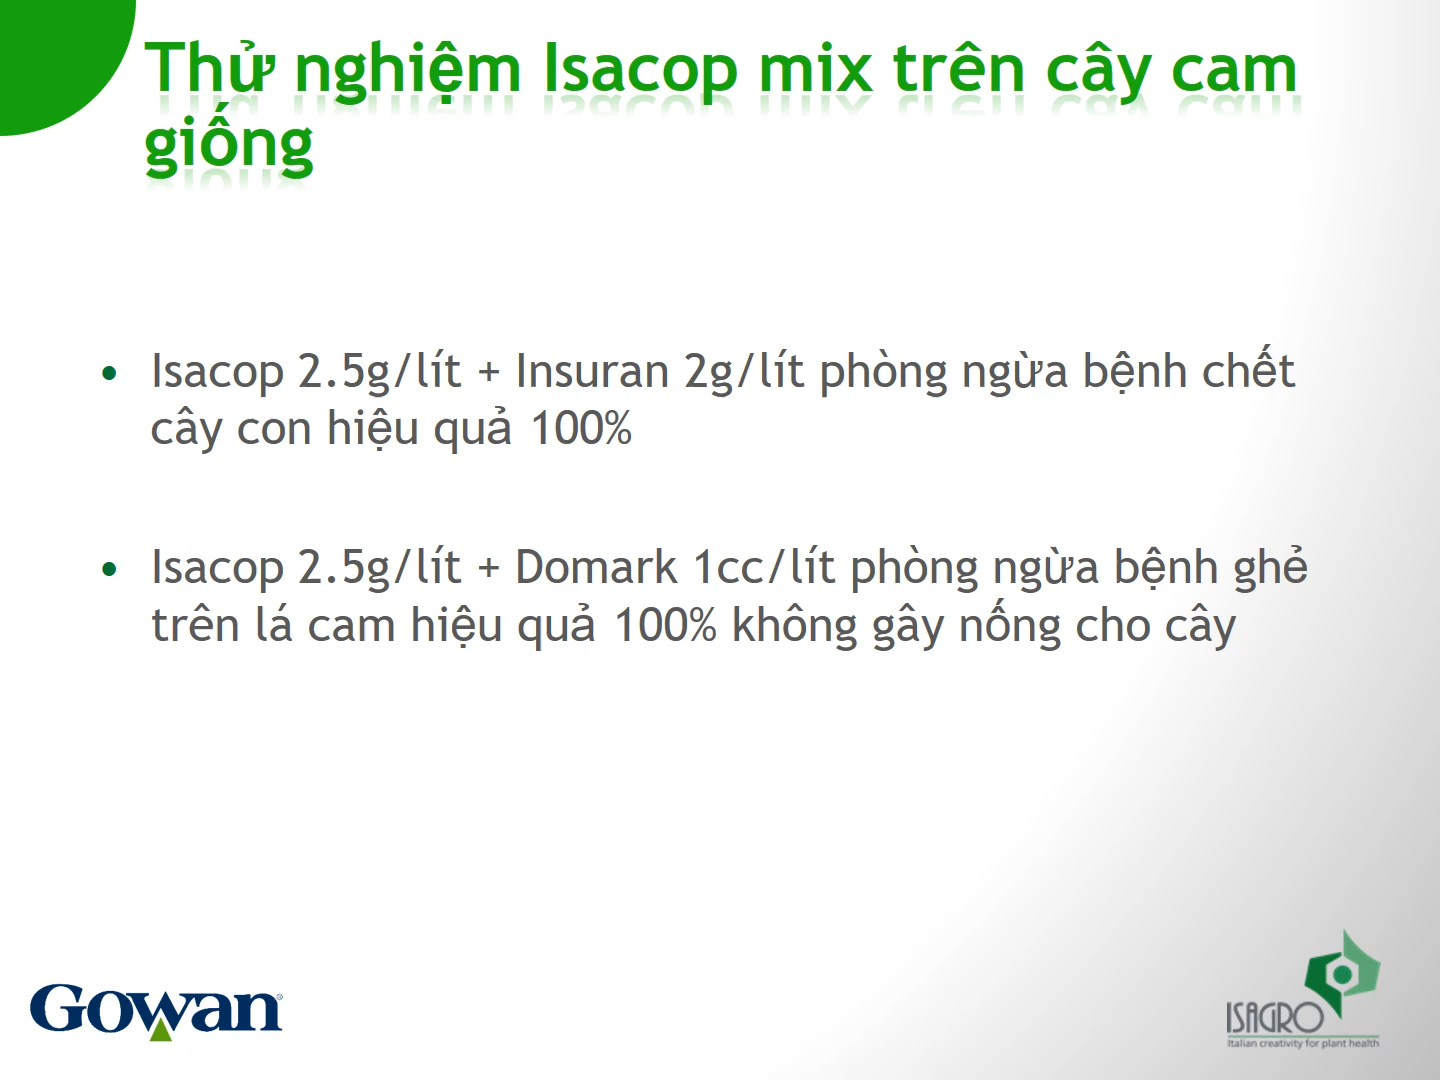 Thử nghiệm Isacop mix trên cây cam
giống
• Isacop 2.5g/lít + Insuran 2g/lít phòng ngừa bệnh chết
cây con hiệu quả 100%
• Isacop 2.5g/lít + Domark 1cc/lít phòng ngừa bệnh ghẻ
trên lá cam hiệu quả 100% không gây nống cho cây
Gowan®
ISAGRO
Italian creativity for plant health